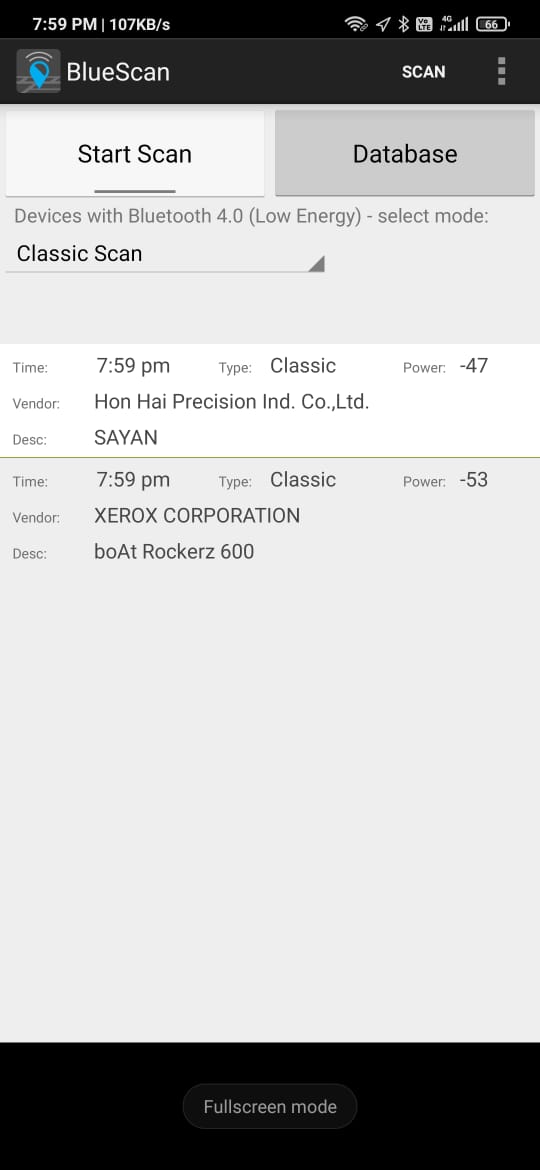 7:59 PM | 107KB/s 4G Vo LTE 66
BlueScan SCAN
Start Scan Database
Devices with Bluetooth 4.0 (Low Energy) - select mode:
Classic Scan
Time: 7:59 pm Type: Classic Power: -47
Vendor: Hon Hai Precision Ind. Co.,Ltd.
Desc: SAYAN
Time: 7:59 pm Type: Classic Power: -53
Vendor: XEROX CORPORATION
Desc: boAt Rockerz 600
Fullscreen mode